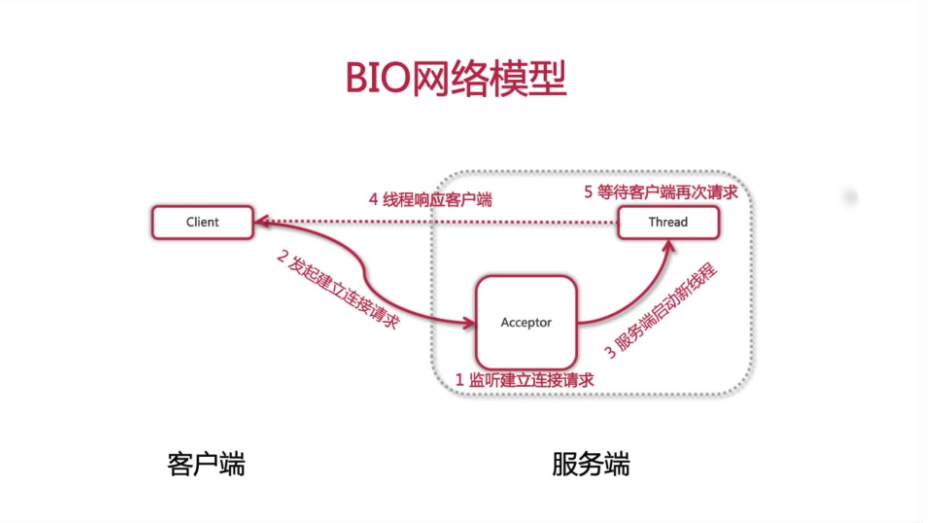 BIO网络模型
4 线程响应客户端
5 等待客户端再次请求
Client
Thread
2 发起建立连接请求
3 服务端启动新线程
Acceptor
1 监听建立连接请求
客户端
服务端